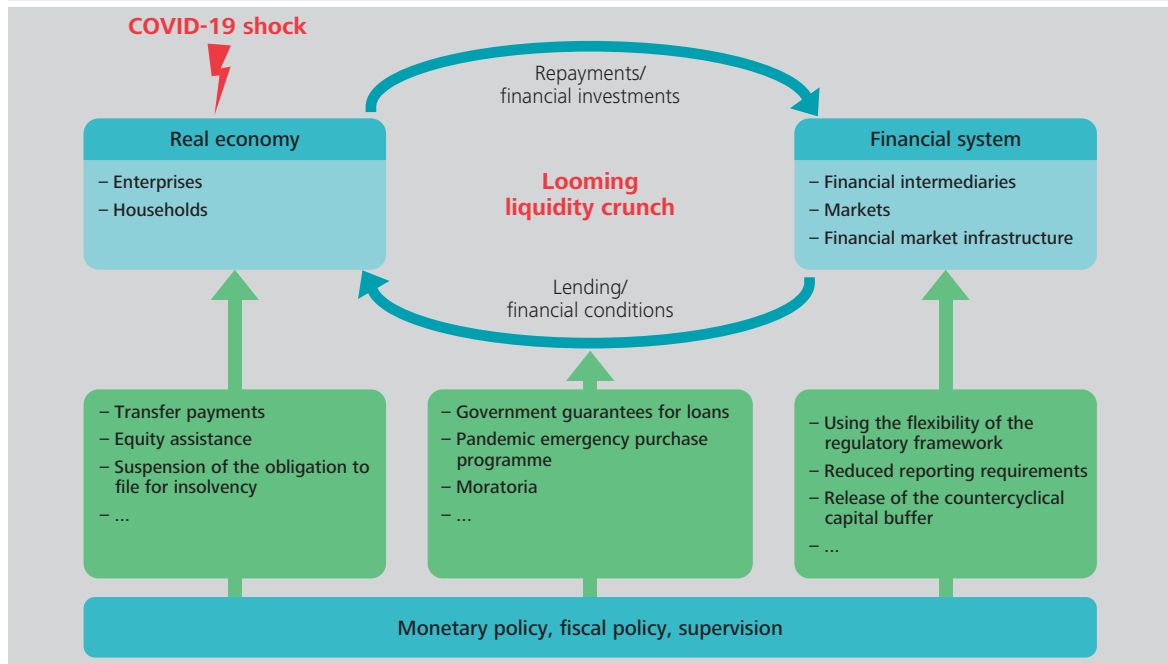 COVID-19 shock
Repayments/
financial investments
Real economy
– Enterprises
– Households
Looming
liquidity crunch
Financial system
– Financial intermediaries
– Markets
– Financial market infrastructure
Lending/
financial conditions
– Transfer payments
– Equity assistance
– Suspension of the obligation to
file for insolvency
– ...
– Government guarantees for loans
– Pandemic emergency purchase
programme
– Moratoria
– ...
– Using the flexibility of the
regulatory framework
– Reduced reporting requirements
– Release of the countercyclical
capital buffer
– ...
Monetary policy, fiscal policy, supervision